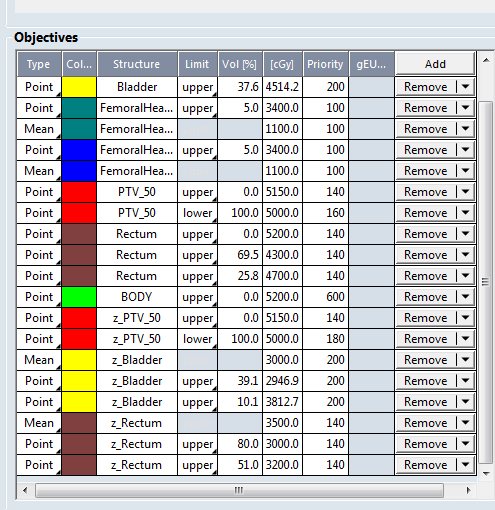 Objectives
Type Col... Structure Limit Vol [%] [cGy] Priority gEU... Add
Point Bladder upper 37.6 4514.2 200 Remove
Point FemoralHea... upper 5.0 3400.0 100 Remove
Mean FemoralHea... 1100.0 100 Remove
Point FemoralHea... upper 5.0 3400.0 100 Remove
Mean FemoralHea... 1100.0 100 Remove
Point PTV_50 upper 0.0 5150.0 140 Remove
Point PTV_50 lower 100.0 5000.0 160 Remove
Point Rectum upper 0.0 5200.0 140 Remove
Point Rectum upper 69.5 4300.0 140 Remove
Point Rectum upper 25.8 4700.0 140 Remove
Point BODY upper 0.0 5200.0 600 Remove
Point z_PTV_50 upper 0.0 5150.0 140 Remove
Point z_PTV_50 lower 100.0 5000.0 180 Remove
Mean z_Bladder 3000.0 200 Remove
Point z_Bladder upper 39.1 2946.9 200 Remove
Point z_Bladder upper 10.1 3812.7 200 Remove
Mean z_Rectum 3500.0 140 Remove
Point z_Rectum upper 80.0 3000.0 140 Remove
Point z_Rectum upper 51.0 3200.0 140 Remove